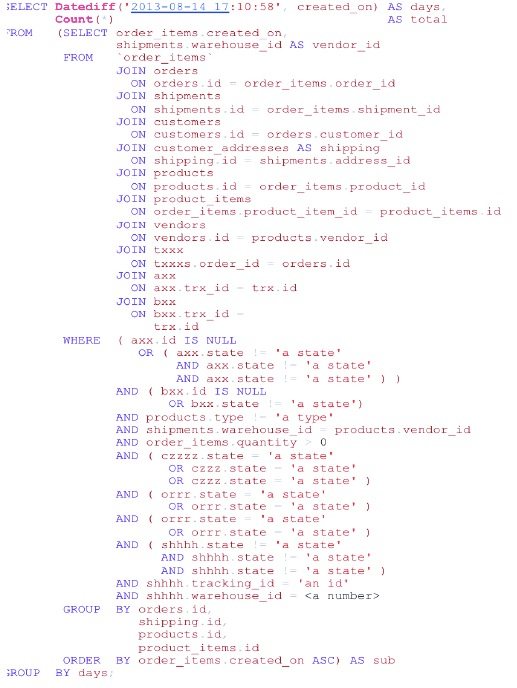 SELECT Datediff('2013-08-14 17:10:58', created_on) AS days,
Count(*) AS total
FROM (SELECT order_items.created_on,
shipments.warehouse_id AS vendor_id
FROM `order_items`
JOIN orders
ON orders.id = order_items.order_id
JOIN shipments
ON shipments.id = order_items.shipment_id
JOIN customers
ON customers.id = orders.customer_id
JOIN customer_addresses AS shipping
ON shipping.id = shipments.address_id
JOIN products
ON products.id = order_items.product_id
JOIN product_items
ON order_items.product_item_id = product_items.id
JOIN vendors
ON vendors.id = products.vendor_id
JOIN txxx
ON txxxs.order_id = orders.id
JOIN axx
ON axx.trx_id = trx.id
JOIN bxx
ON bxx.trx_id =
trx.id
WHERE ( axx.id IS NULL
OR ( axx.state != 'a state'
AND axx.state != 'a state'
AND axx.state != 'a state' ) )
AND ( bxx.id IS NULL
OR bxx.state != 'a state')
AND products.type != 'a type'
AND shipments.warehouse_id = products.vendor_id
AND order_items.quantity > 0
AND ( czzzz.state = 'a state'
OR czzz.state = 'a state'
OR czzz.state = 'a state' )
AND ( orrr.state = 'a state'
OR orrr.state = 'a state' )
AND ( orrr.state = 'a state'
OR orrr.state = 'a state' )
AND ( shhhh.state != 'a state'
AND shhhh.state != 'a state'
AND shhhh.state != 'a state' )
AND shhhh.tracking_id = 'an id'
AND shhhh.warehouse_id = <a number>
GROUP BY orders.id,
shipping.id,
products.id,
product_items.id
ORDER BY order_items.created_on ASC) AS sub
GROUP BY days;